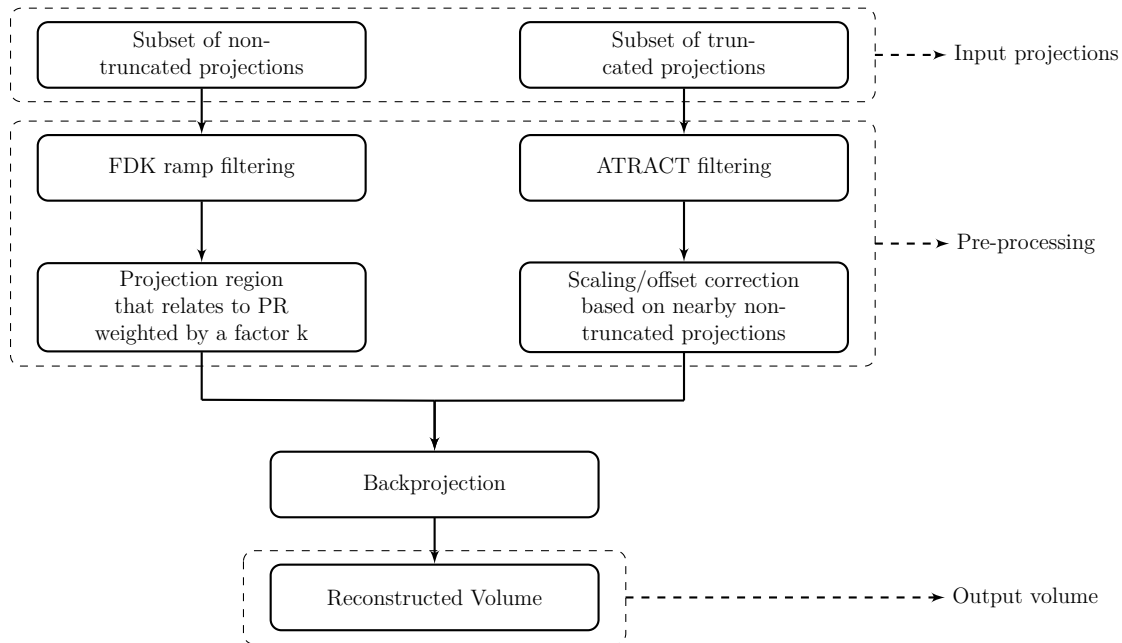 Subset of non-
truncated projections
Subset of trun-
cated projections
Input projections
FDK ramp filtering
ATRACT filtering
Pre-processing
Projection region
that relates to PR
weighted by a factor k
Scaling/offset correction
based on nearby non-
truncated projections
Backprojection
Reconstructed Volume
Output volume